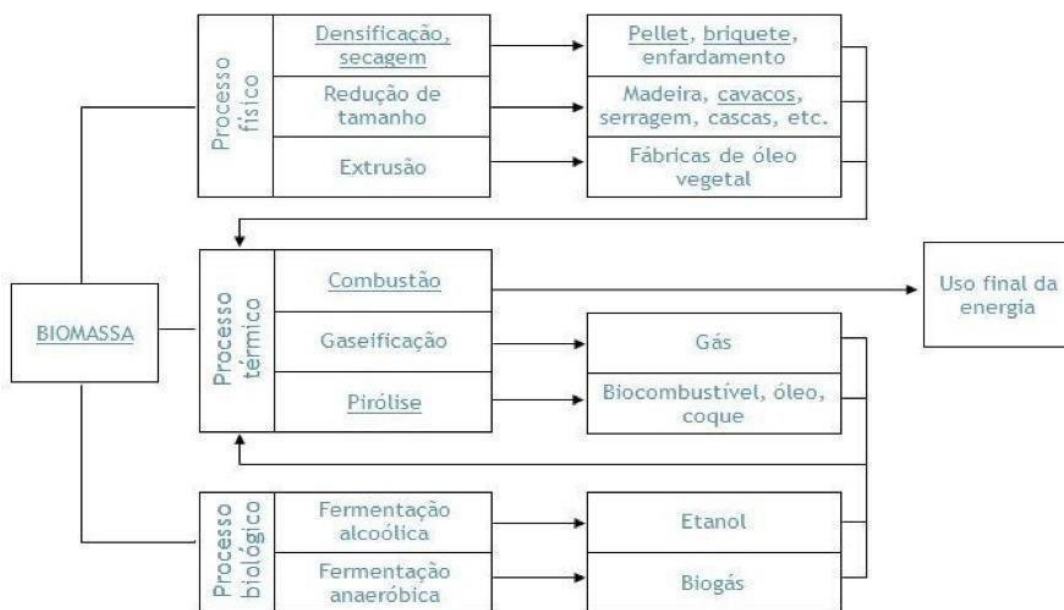 BIOMASSA
Processo
físico
Densificação,
secagem
Pellet, briquete,
enfardamento
Redução de
tamanho
Madeira, cavacos,
serragem, cascas, etc.
Extrusão
Fábricas de óleo
vegetal
Processo
térmico
Combustão
Uso final da
energia
Gaseificação
Gás
Pirólise
Biocombustível, óleo,
coque
Processo
biológico
Fermentação
alcoólica
Etanol
Fermentação
anaeróbica
Biogás